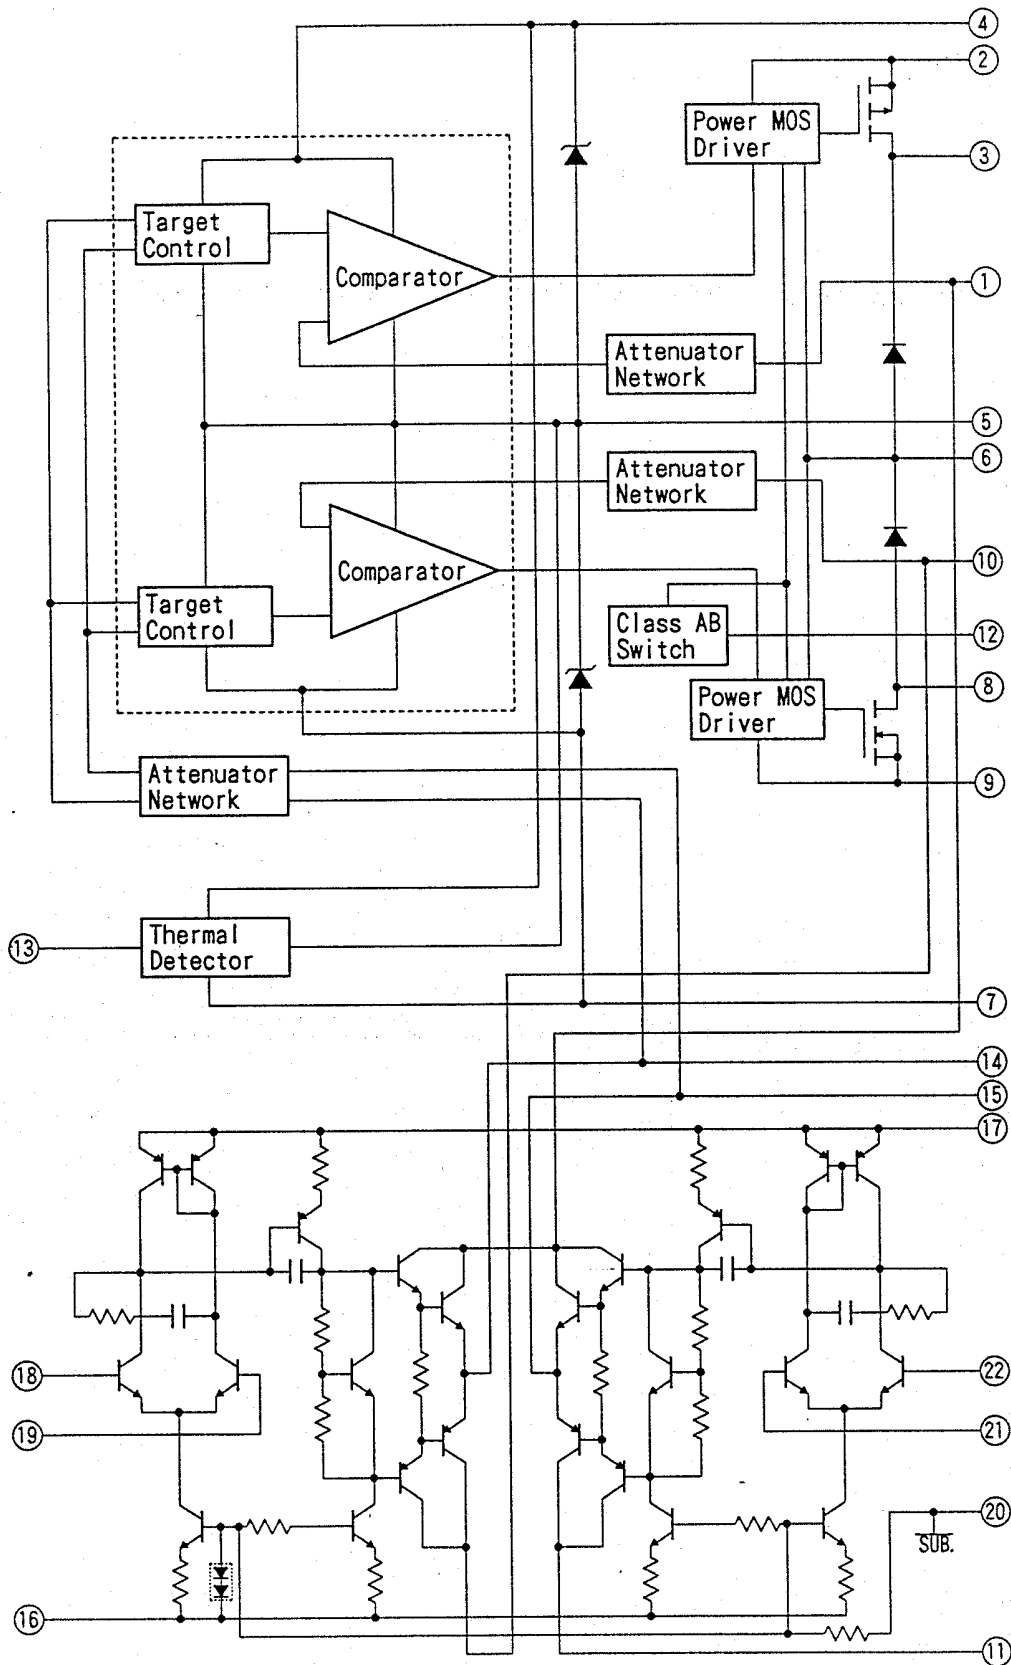 4
2
Power MOS
Driver
3
Target
Control
Comparator
1
Attenuator
Network
5
6
Attenuator
Network
10
Comparator
Target
Control
Class AB
Switch
12
8
Power MOS
Driver
Attenuator
Network
9
13
Thermal
Detector
7
14
15
17
18
22
19
21
20
SUB.
16
11